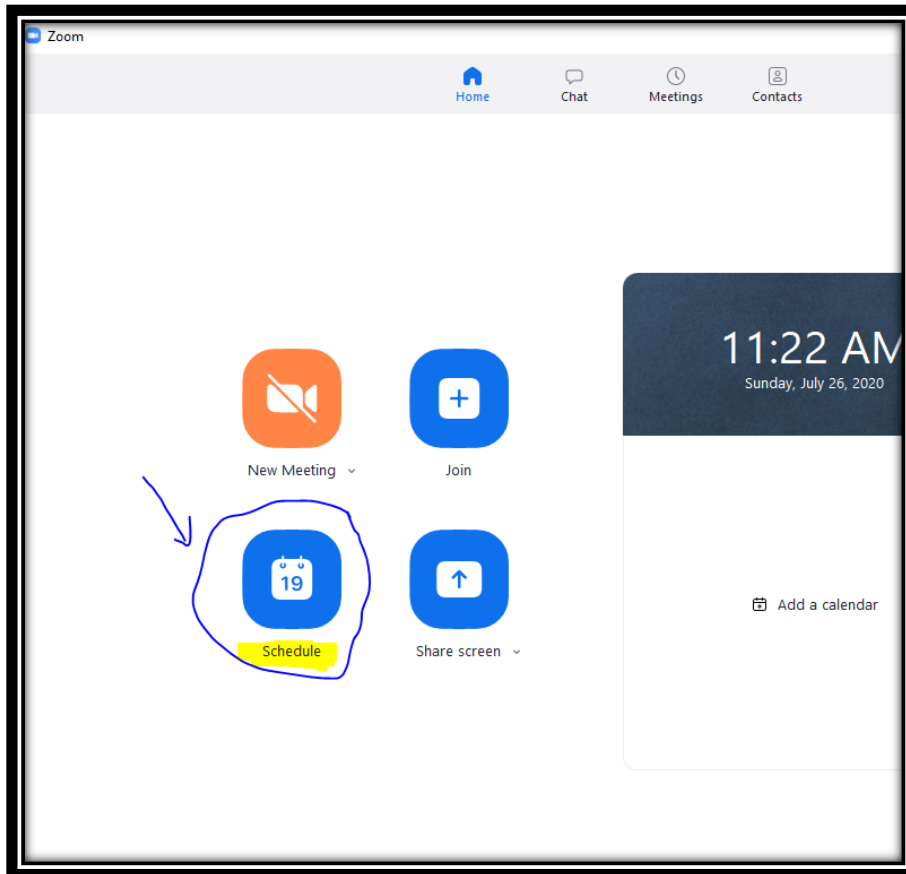 Zoom
Home Chat Meetings Contacts
11:22 AM
Sunday, July 26, 2020
New Meeting Join
19
Schedule Share screen
Add a calendar